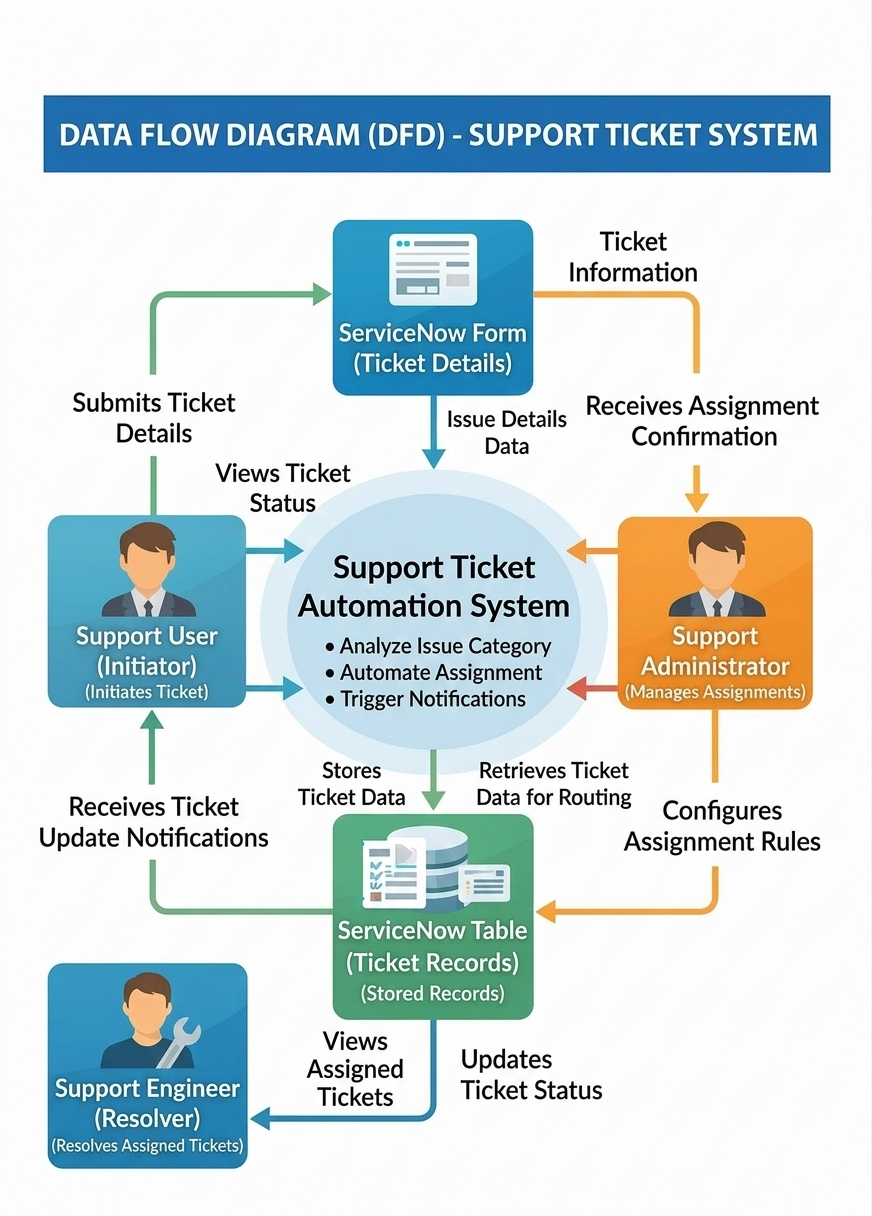 DATA FLOW DIAGRAM (DFD) - SUPPORT TICKET SYSTEM
ServiceNow Form
(Ticket Details)
Ticket
Information
Submits Ticket
Details
Issue Details
Data
Receives Assignment
Confirmation
Views Ticket
Status
Support User
(Initiator)
(Initiates Ticket)
Support Ticket
Automation System
• Analyze Issue Category
• Automate Assignment
• Trigger Notifications
Support
Administrator
(Manages Assignments)
Stores
Ticket Data
Retrieves Ticket
Data for Routing
Receives Ticket
Update Notifications
Configures
Assignment Rules
ServiceNow Table
(Ticket Records)
(Stored Records)
Support Engineer
(Resolver)
(Resolves Assigned Tickets)
Views
Assigned
Tickets
Updates
Ticket Status